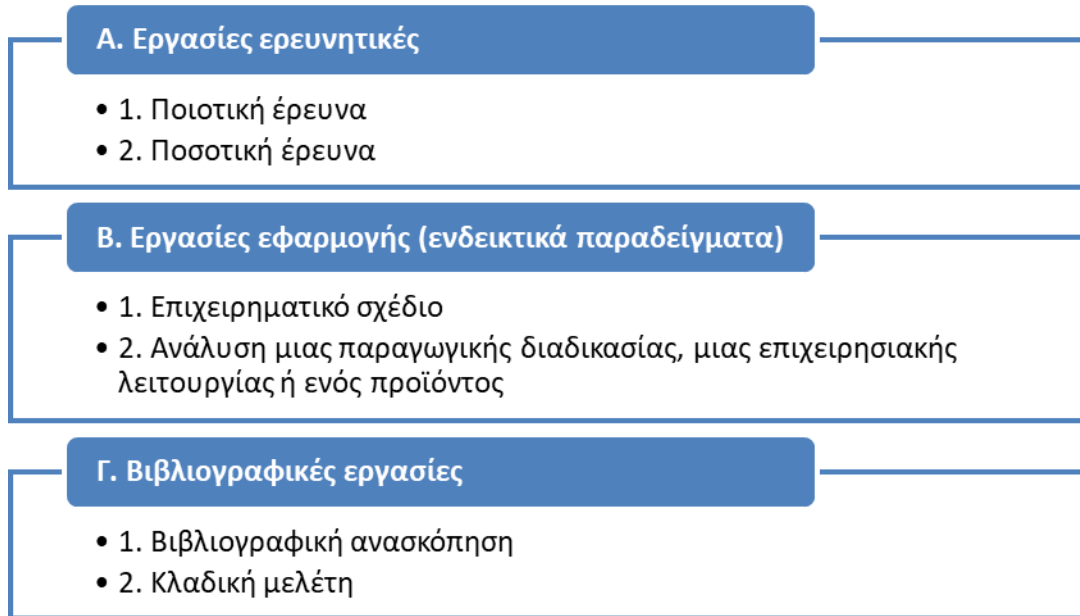 Α. Εργασίες ερευνητικές
• 1. Ποιοτική έρευνα
• 2. Ποσοτική έρευνα
Β. Εργασίες εφαρμογής (ενδεικτικά παραδείγματα)
• 1. Επιχειρηματικό σχέδιο
• 2. Ανάλυση μιας παραγωγικής διαδικασίας, μιας επιχειρησιακής
λειτουργίας ή ενός προϊόντος
Γ. Βιβλιογραφικές εργασίες
• 1. Βιβλιογραφική ανασκόπηση
• 2. Κλαδική μελέτη